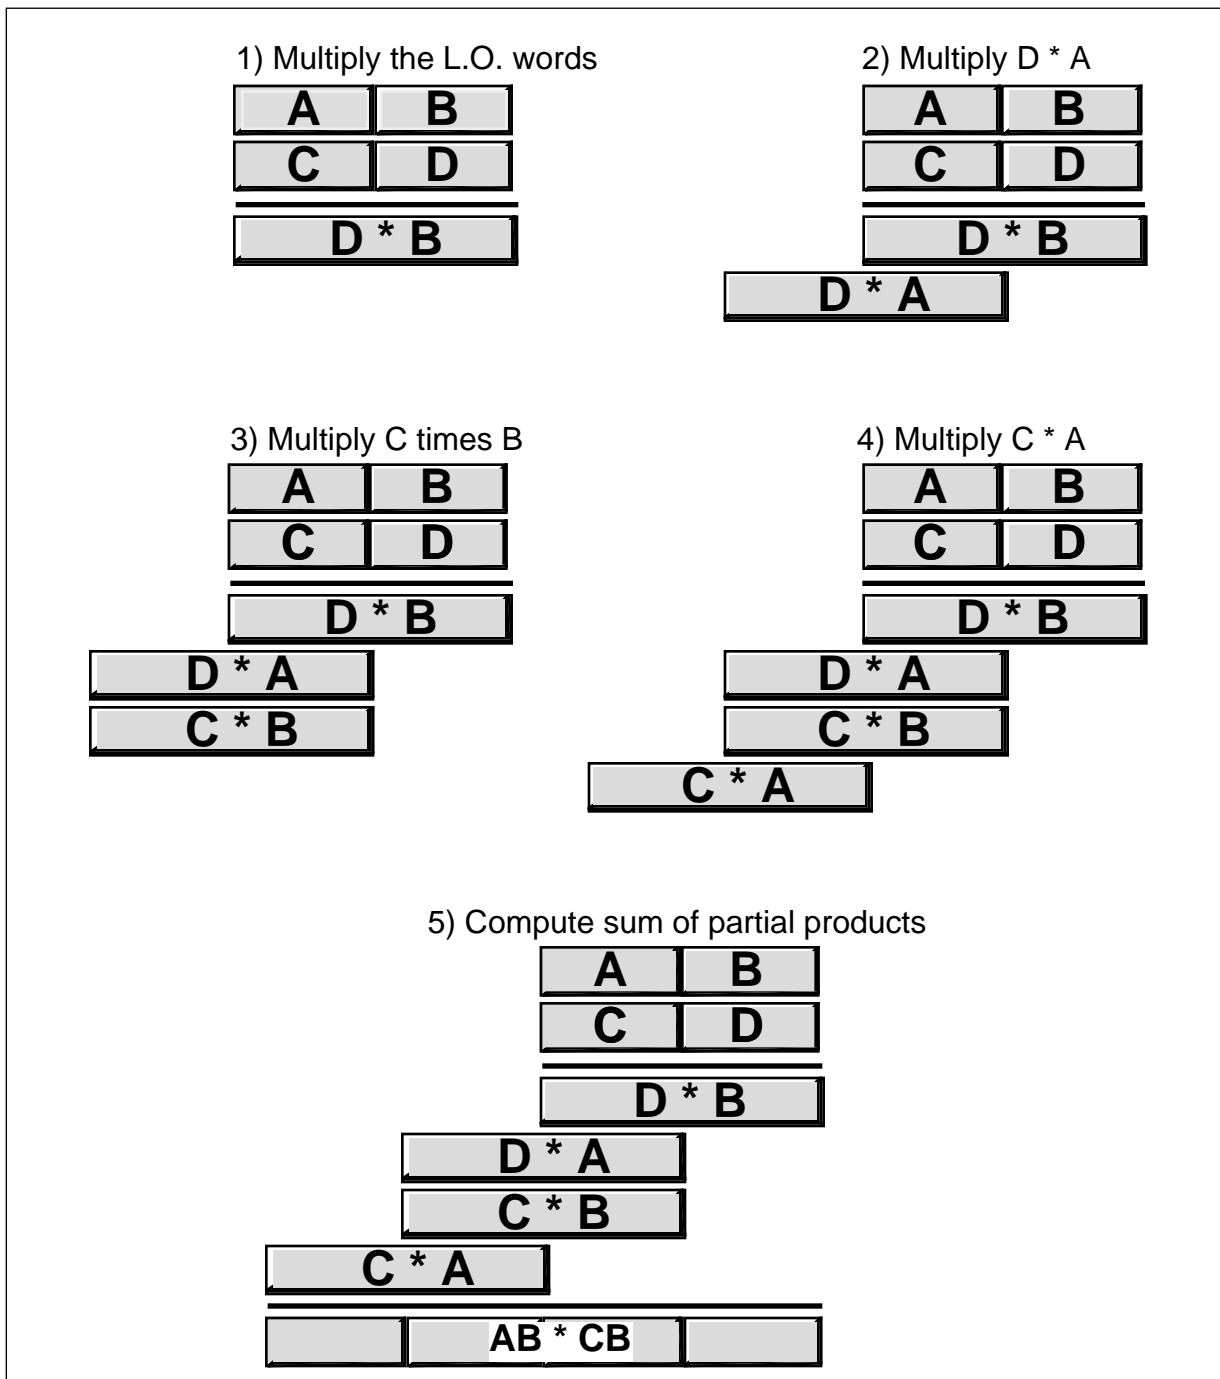 1) Multiply the L.O. words
A B
C D
D * B
2) Multiply D * A
A B
C D
D * B
D * A
3) Multiply C times B
A B
C D
D * B
D * A
C * B
4) Multiply C * A
A B
C D
D * B
D * A
C * B
C * A
5) Compute sum of partial products
A B
C D
D * B
D * A
C * B
C * A
AB * CB